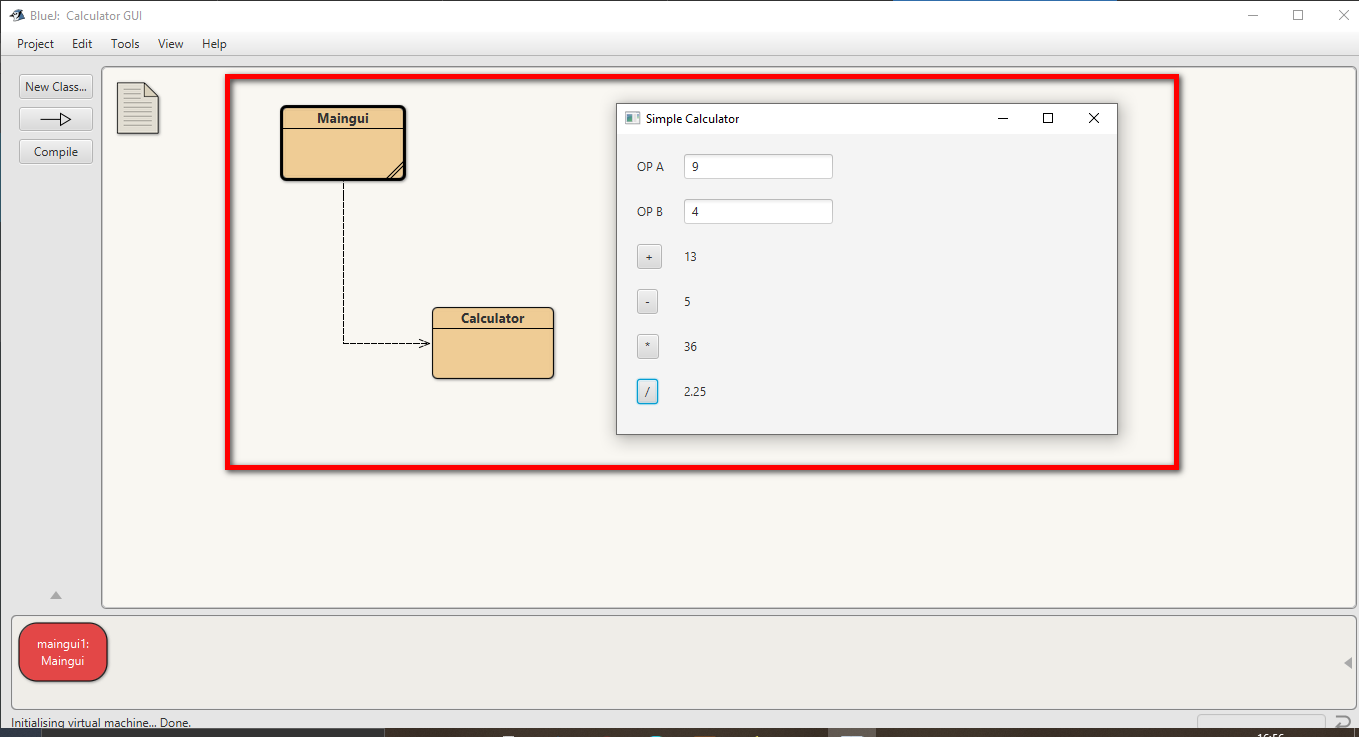 BlueJ: Calculator GUI
Project Edit Tools View Help
New Class...
Compile
Maingui
Calculator
Simple Calculator
OP A 9
OP B 4
+ 13
- 5
* 36
/ 2.25
maingui1:
Maingui
Initialising virtual machine... Done.